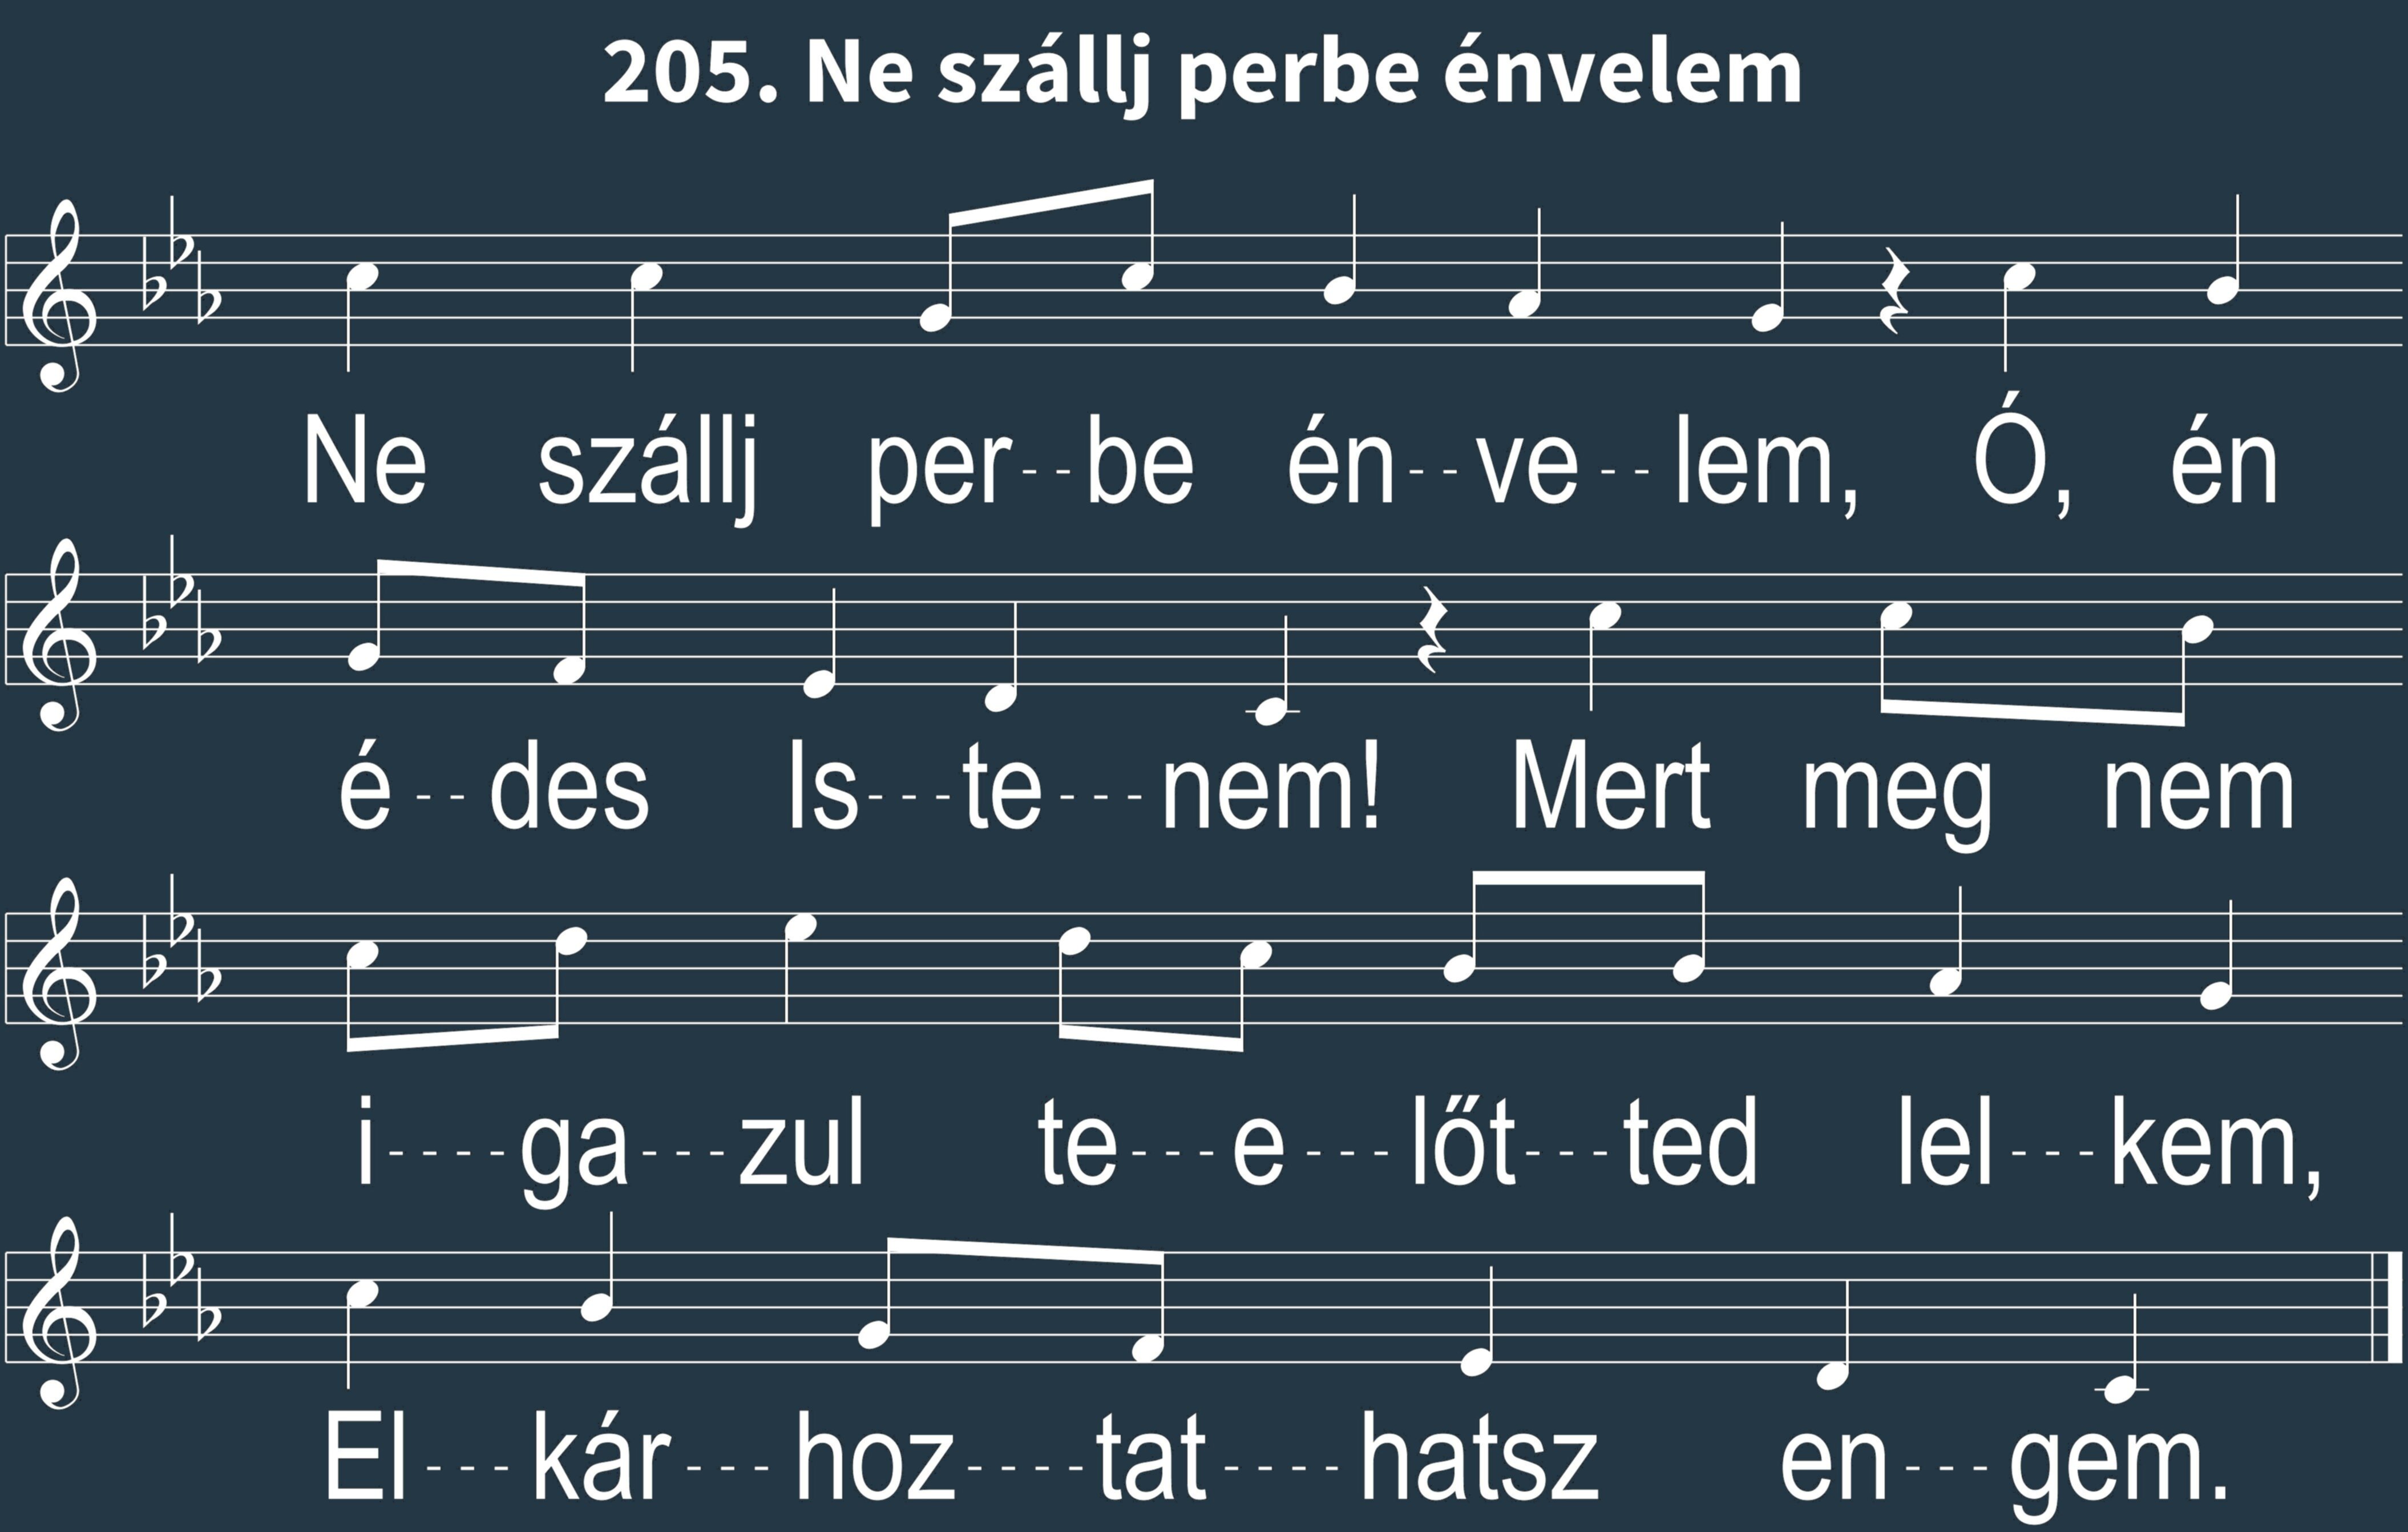 205. Ne szállj perbe énvelem
Ne szállj per--be én--ve--lem, Ó, én
é--des Is---te---nem! Mert meg nem
i----ga---zul te---e---lőt---ted lel---kem,
El---kár---hoz----tat----hatsz en---gem.